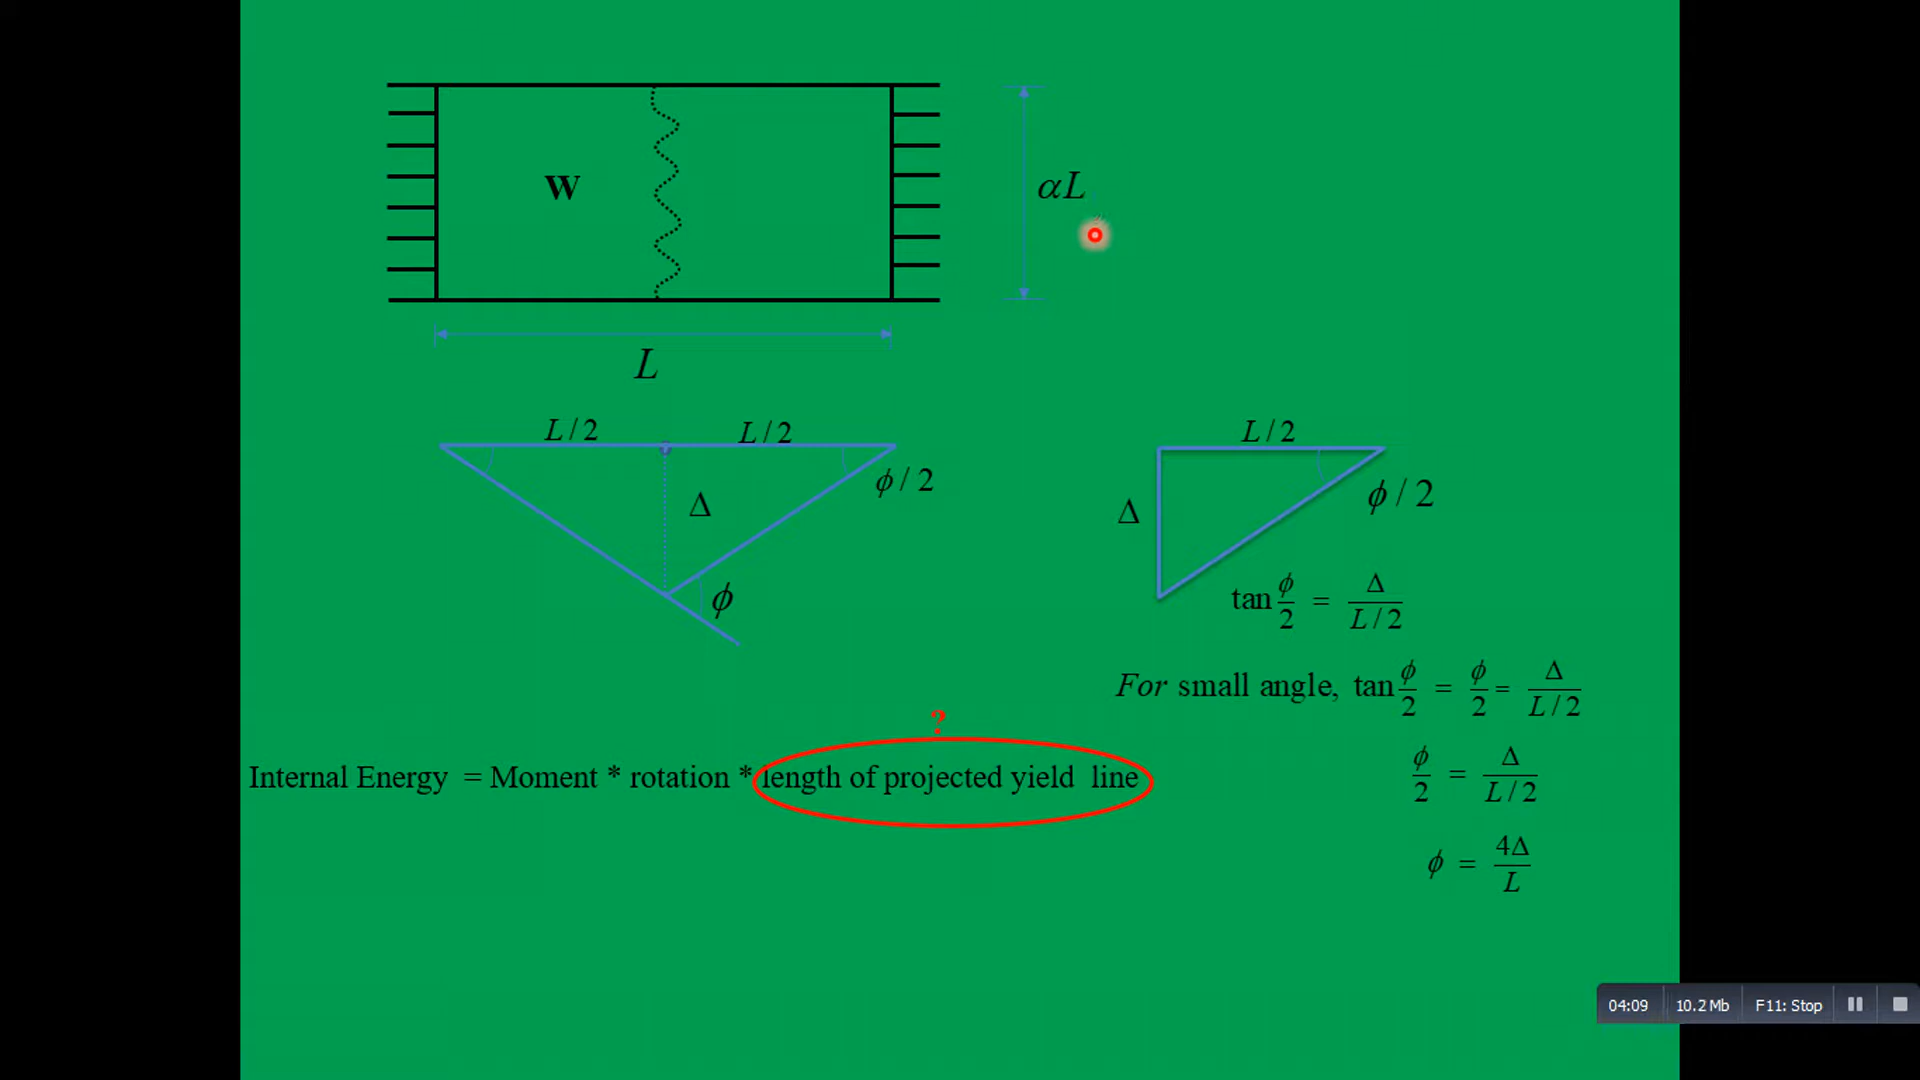 W
αL
L
L / 2
L / 2
ϕ / 2
Δ
ϕ
L / 2
Δ
ϕ / 2
tan ϕ/2 = Δ/(L / 2)
For small angle, tan ϕ/2 = ϕ/2 = Δ/(L / 2)
?
Internal Energy = Moment * rotation * length of projected yield line
ϕ/2 = Δ/(L / 2)
ϕ = 4Δ/L
04:09 10.2 Mb F11: Stop